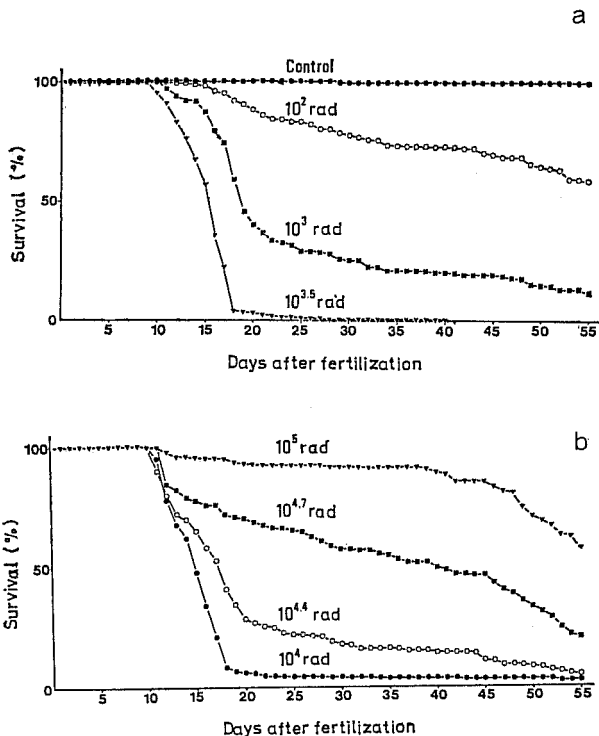 a
Control
100
10² rad
Survival (%)
50
10³ rad
10³·⁵ rad
0
5 10 15 20 25 30 35 40 45 50 55
Days after fertilization
b
10⁵ rad
100
10⁴·⁷ rad
Survival (%)
50
10⁴·⁴ rad
10⁴ rad
0
5 10 15 20 25 30 35 40 45 50 55
Days after fertilization